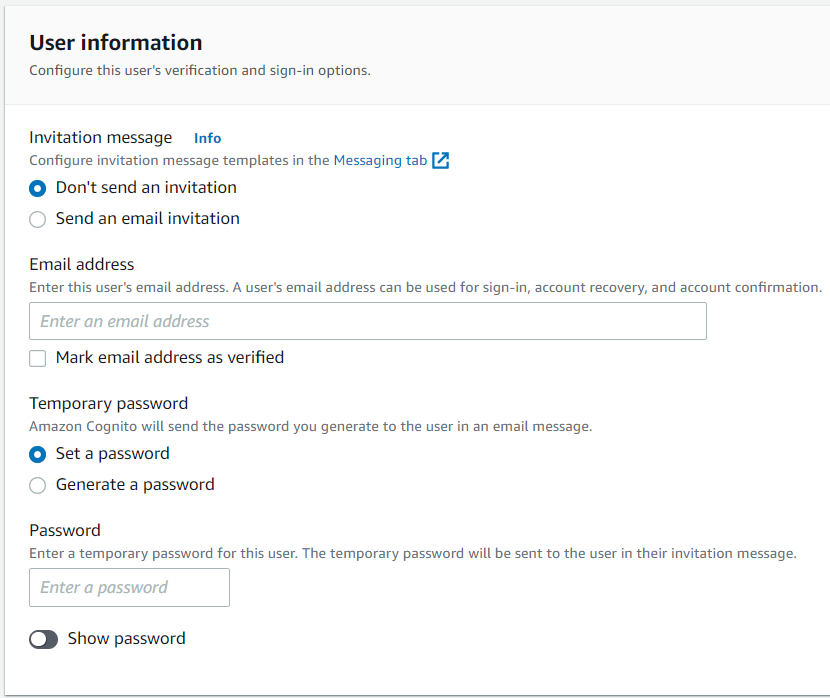 User information
Configure this user's verification and sign-in options.
Invitation message Info
Configure invitation message templates in the Messaging tab
Don't send an invitation
Send an email invitation
Email address
Enter this user's email address. A user's email address can be used for sign-in, account recovery, and account confirmation.
Enter an email address
Mark email address as verified
Temporary password
Amazon Cognito will send the password you generate to the user in an email message.
Set a password
Generate a password
Password
Enter a temporary password for this user. The temporary password will be sent to the user in their invitation message.
Enter a password
Show password